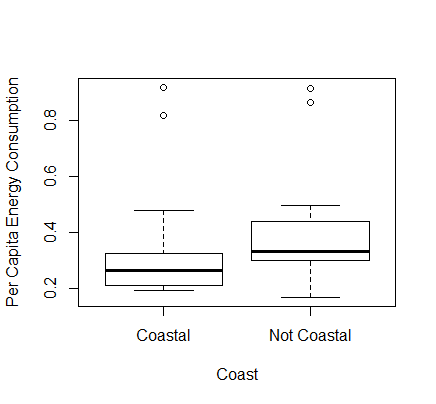 Per Capita Energy Consumption
0.8
0.6
0.4
0.2
Coastal
Not Coastal
Coast